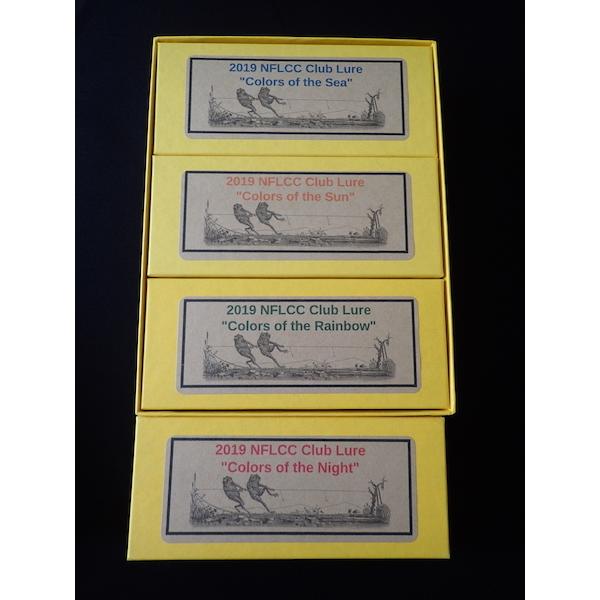 2019 NFLCC Club Lure
"Colors of the Sea"
2019 NFLCC Club Lure
"Colors of the Sun"
2019 NFLCC Club Lure
"Colors of the Rainbow"
2019 NFLCC Club Lure
"Colors of the Night"